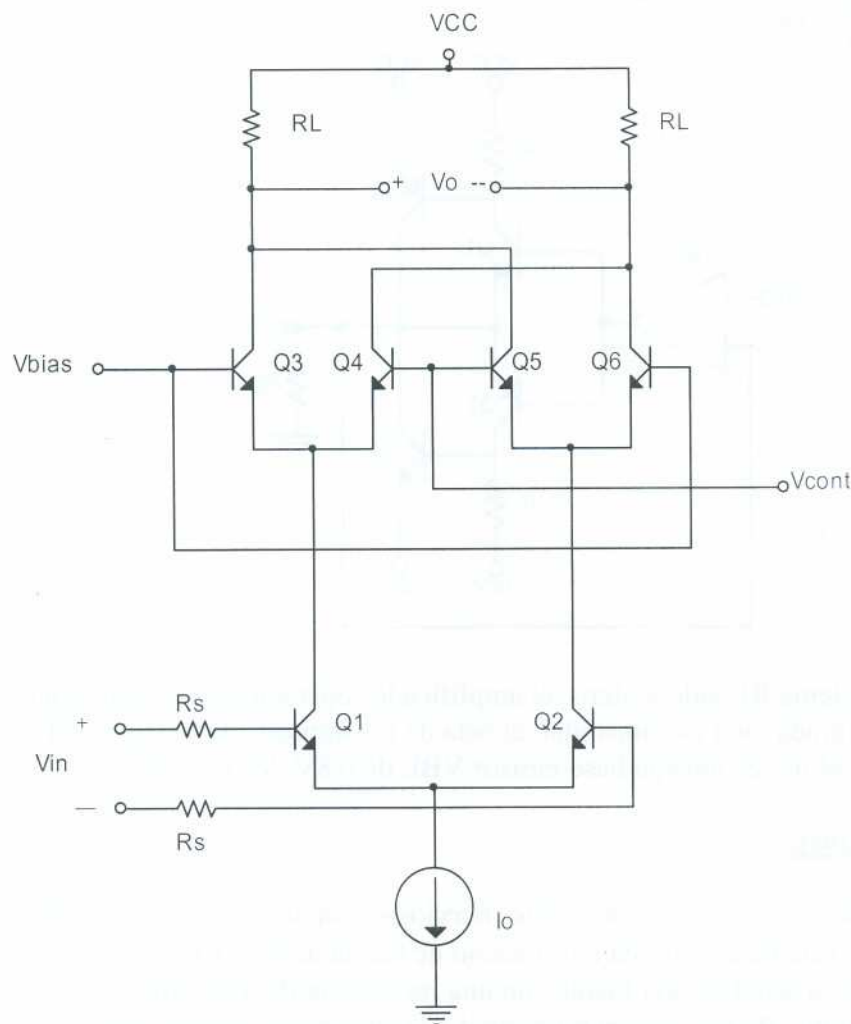 VCC
RL
RL
+ Vo --
Vbias
Q3
Q4
Q5
Q6
Vcont
Rs
+
Q1
Q2
Vin
—
Rs
Io